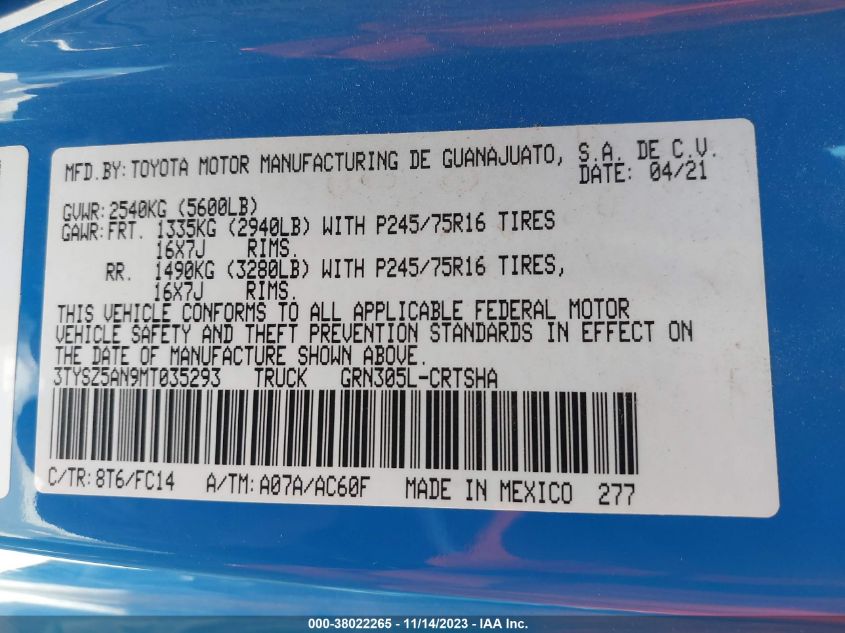 MFD.BY: TOYOTA MOTOR MANUFACTURING DE GUANAJUATO, S.A. DE C.V.
DATE: 04/21
GVWR: 2540KG (5600LB)
GAWR: FRT. 1335KG (2940LB) WITH P245/75R16 TIRES
16X7J RIMS.
RR. 1490KG (3280LB) WITH P245/75R16 TIRES,
16X7J RIMS.
THIS VEHICLE CONFORMS TO ALL APPLICABLE FEDERAL MOTOR
VEHICLE SAFETY AND THEFT PREVENTION STANDARDS IN EFFECT ON
THE DATE OF MANUFACTURE SHOWN ABOVE.
3TYSZ5AN9MT035293 TRUCK GRN305L-CRTSHA
C/TR: 8T6/FC14 A/TM: A07A/AC60F MADE IN MEXICO 277
000-38022265 - 11/14/2023 - IAA Inc.